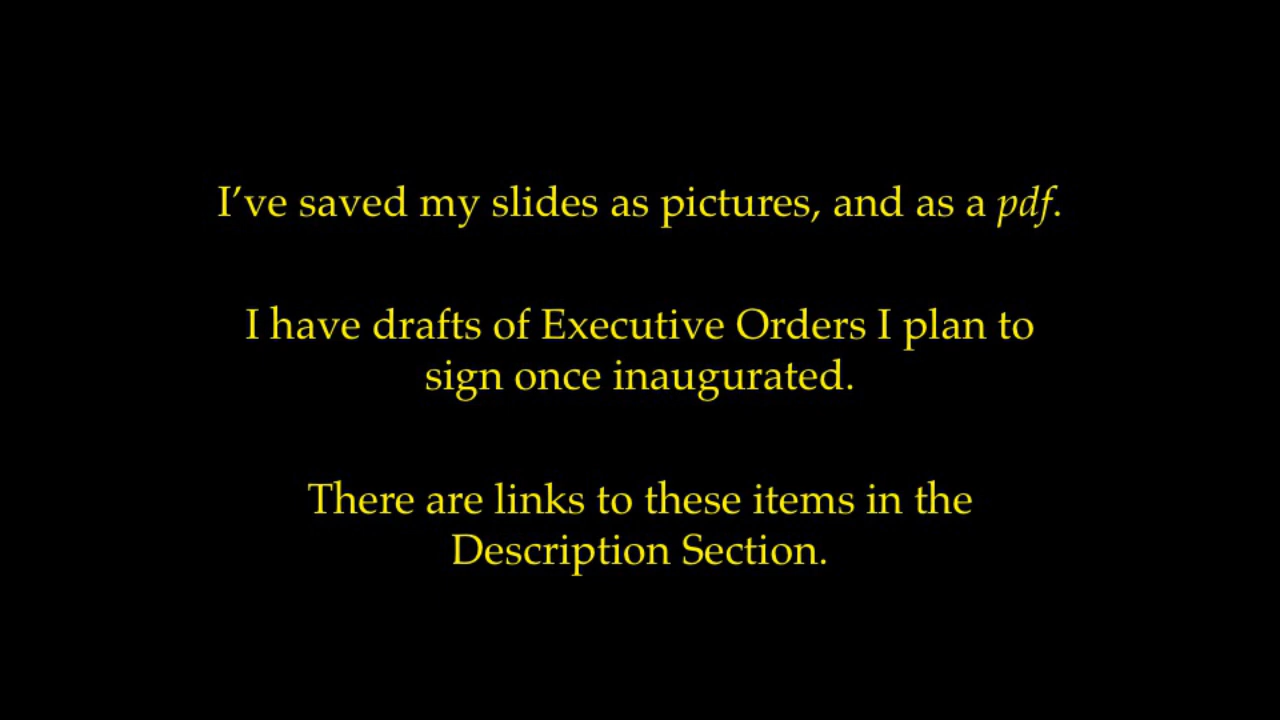 I’ve saved my slides as pictures, and as a pdf.
I have drafts of Executive Orders I plan to
sign once inaugurated.
There are links to these items in the
Description Section.